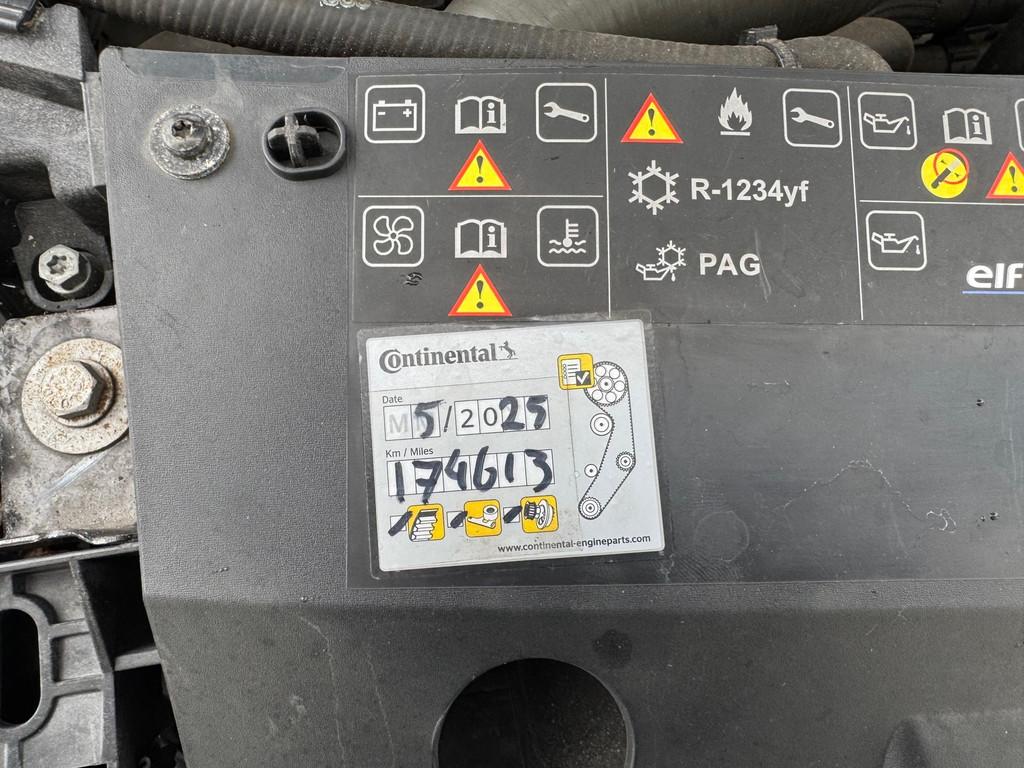 R-1234yf
PAG
elf
Continental
Date
M 5/2025
Km / Miles
174613
www.continental-engineparts.com